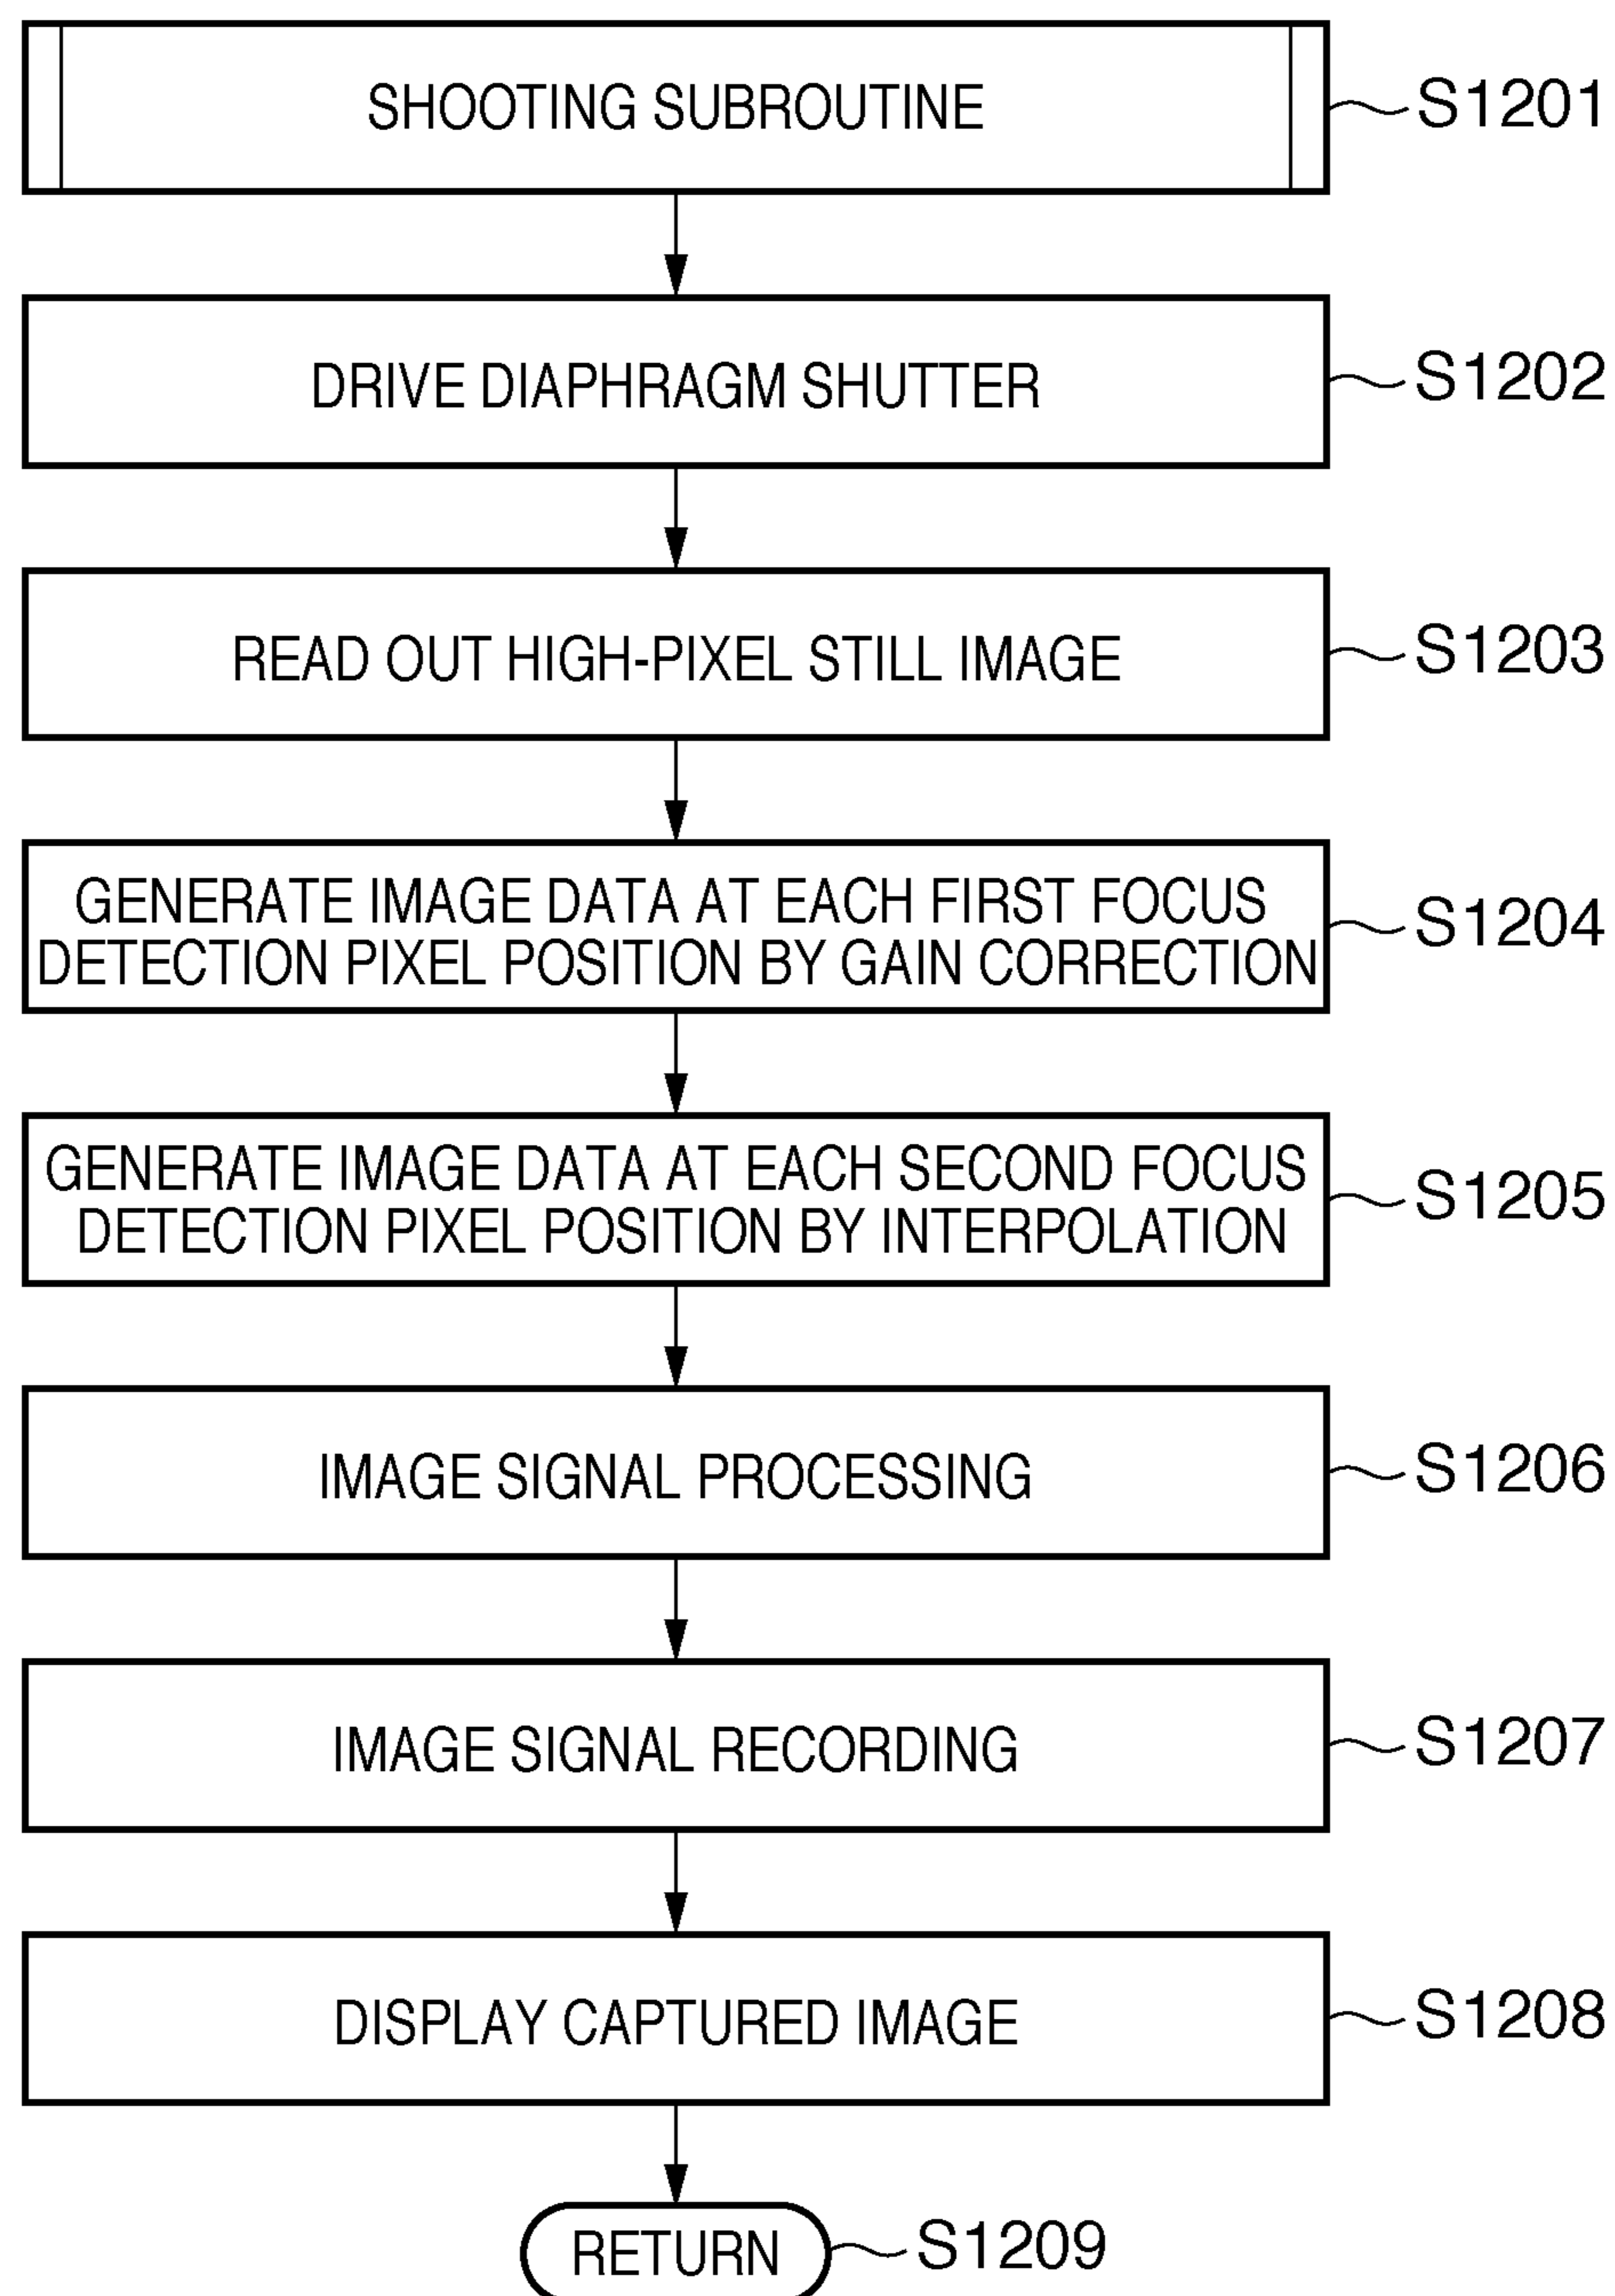 SHOOTING SUBROUTINE
S1201
DRIVE DIAPHRAGM SHUTTER
S1202
READ OUT HIGH-PIXEL STILL IMAGE
S1203
GENERATE IMAGE DATA AT EACH FIRST FOCUS
DETECTION PIXEL POSITION BY GAIN CORRECTION
S1204
GENERATE IMAGE DATA AT EACH SECOND FOCUS
DETECTION PIXEL POSITION BY INTERPOLATION
S1205
IMAGE SIGNAL PROCESSING
S1206
IMAGE SIGNAL RECORDING
S1207
DISPLAY CAPTURED IMAGE
S1208
RETURN
S1209